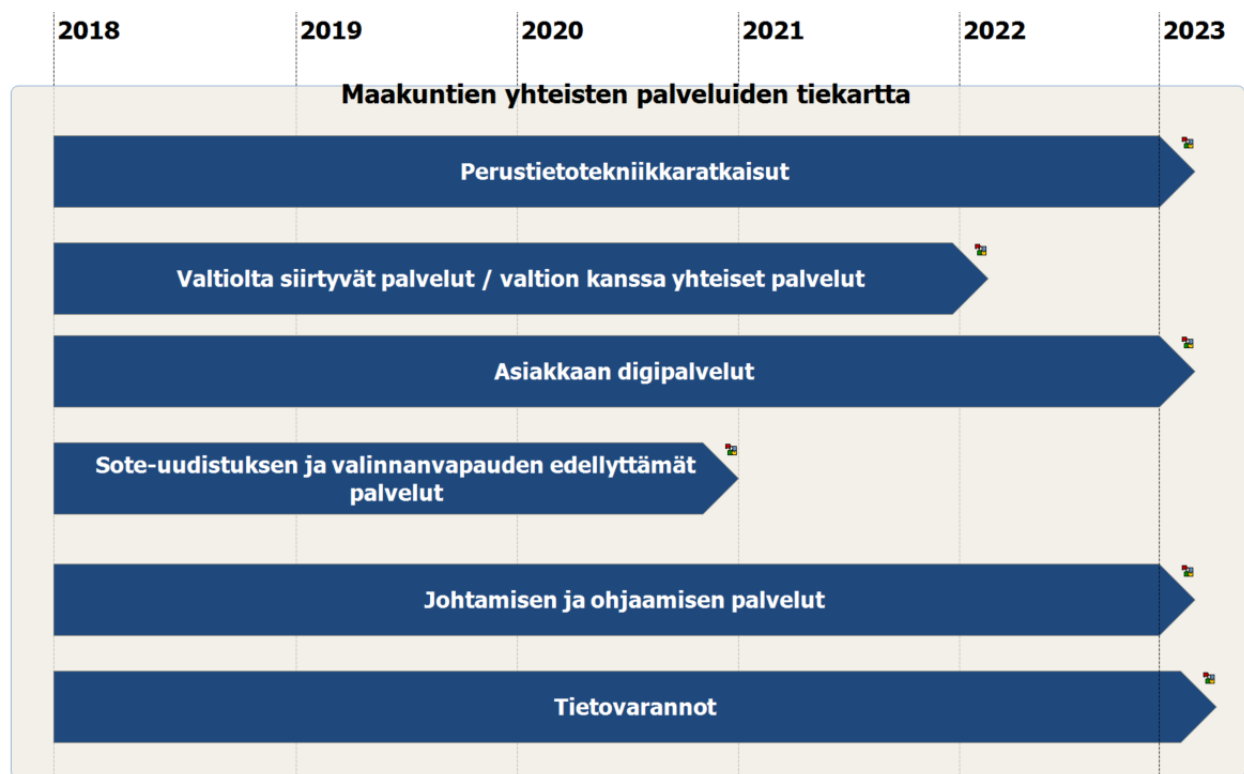 2018 2019 2020 2021 2022 2023
Maakuntien yhteisten palveluiden tiekartta
Perustietotekniikkaratkaisut
Valtiolta siirtyvät palvelut / valtion kanssa yhteiset palvelut
Asiakkaan digipalvelut
Sote-uudistuksen ja valinnanvapauden edellyttämät
palvelut
Johtamisen ja ohjaamisen palvelut
Tietovarannot